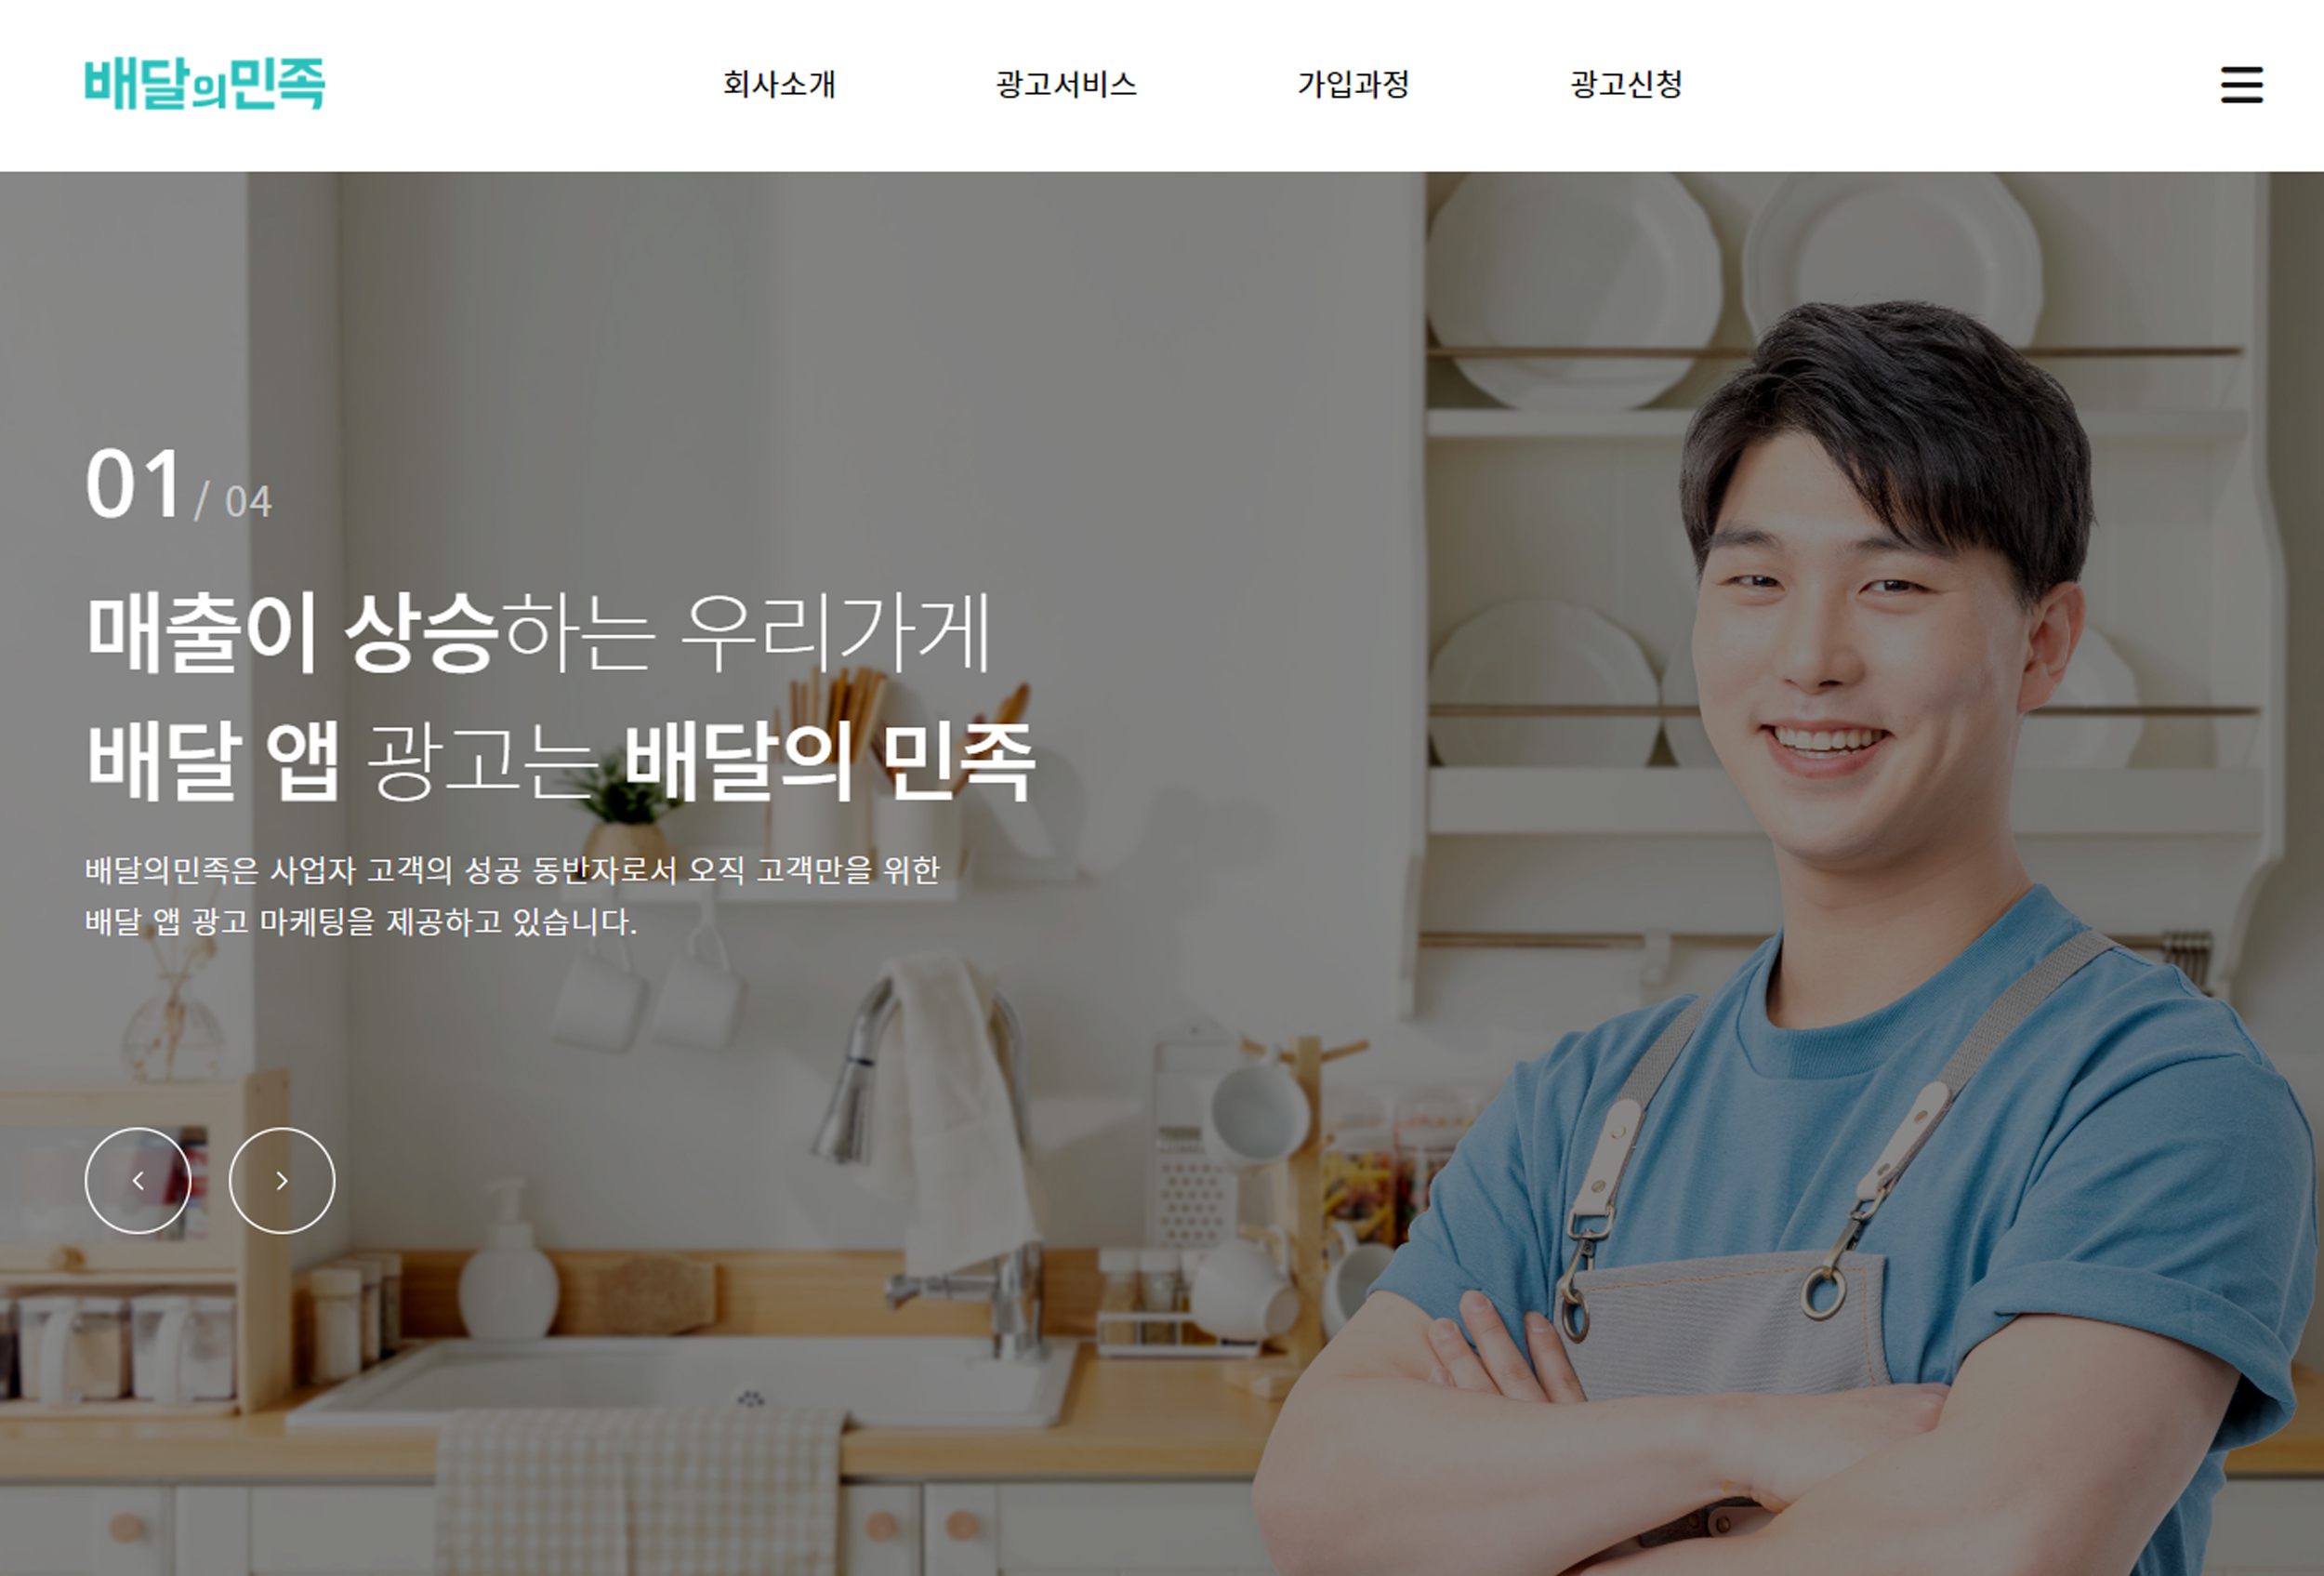 배달의민족
회사소개
광고서비스
가입과정
광고신청
01 / 04
매출이 상승하는 우리가게
배달 앱 광고는 배달의 민족
배달의민족은 사업자 고객의 성공 동반자로서 오직 고객만을 위한
배달 앱 광고 마케팅을 제공하고 있습니다.